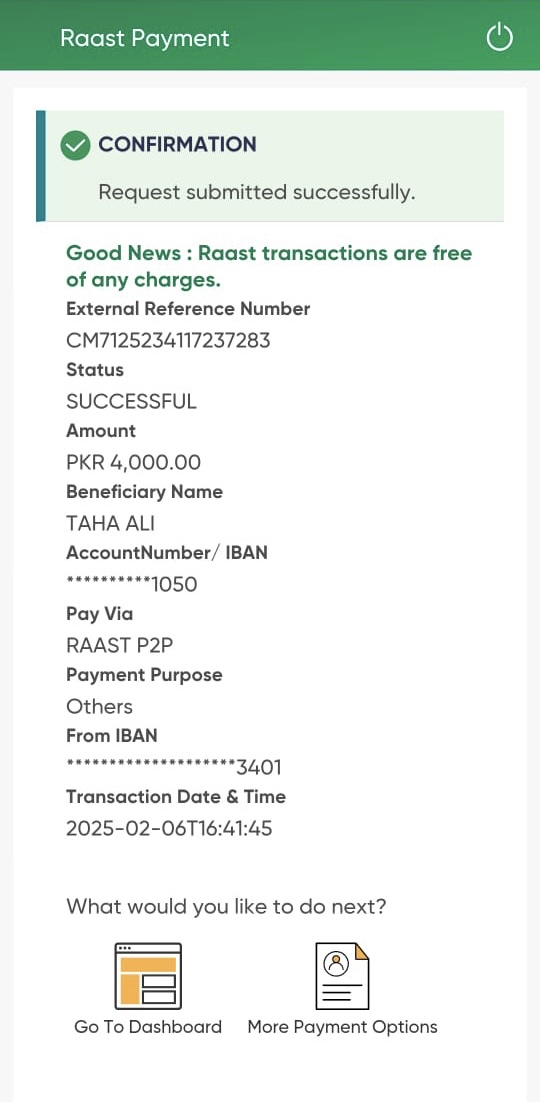 Raast Payment
CONFIRMATION
Request submitted successfully.
Good News : Raast transactions are free
of any charges.
External Reference Number
CM7125234117237283
Status
SUCCESSFUL
Amount
PKR 4,000.00
Beneficiary Name
TAHA ALI
AccountNumber/ IBAN
**********1050
Pay Via
RAAST P2P
Payment Purpose
Others
From IBAN
********************3401
Transaction Date & Time
2025-02-06T16:41:45
What would you like to do next?
Go To Dashboard
More Payment Options